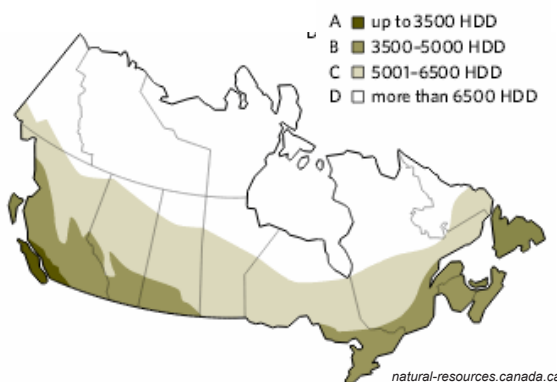 A up to 3500 HDD
B 3500-5000 HDD
C 5001-6500 HDD
D more than 6500 HDD
natural-resources.canada.ca